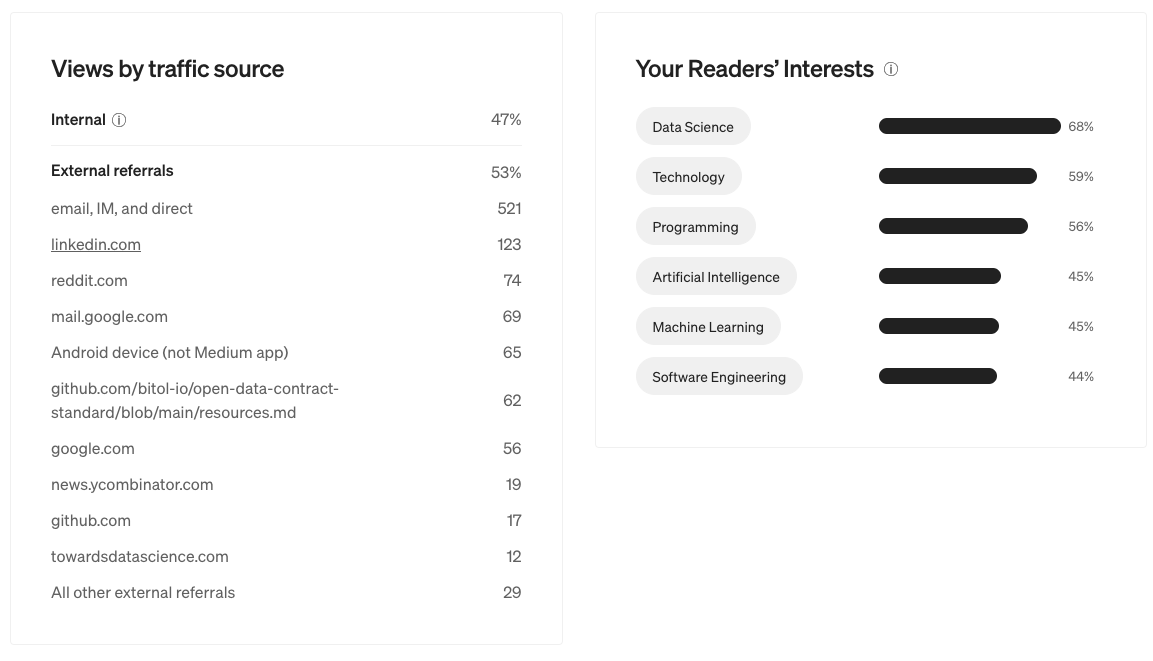 Views by traffic source
Internal ⓘ 47%
External referrals 53%
email, IM, and direct 521
linkedin.com 123
reddit.com 74
mail.google.com 69
Android device (not Medium app) 65
github.com/bitol-io/open-data-contract-
standard/blob/main/resources.md 62
google.com 56
news.ycombinator.com 19
github.com 17
towardsdatascience.com 12
All other external referrals 29
Your Readers’ Interests ⓘ
Data Science 68%
Technology 59%
Programming 56%
Artificial Intelligence 45%
Machine Learning 45%
Software Engineering 44%